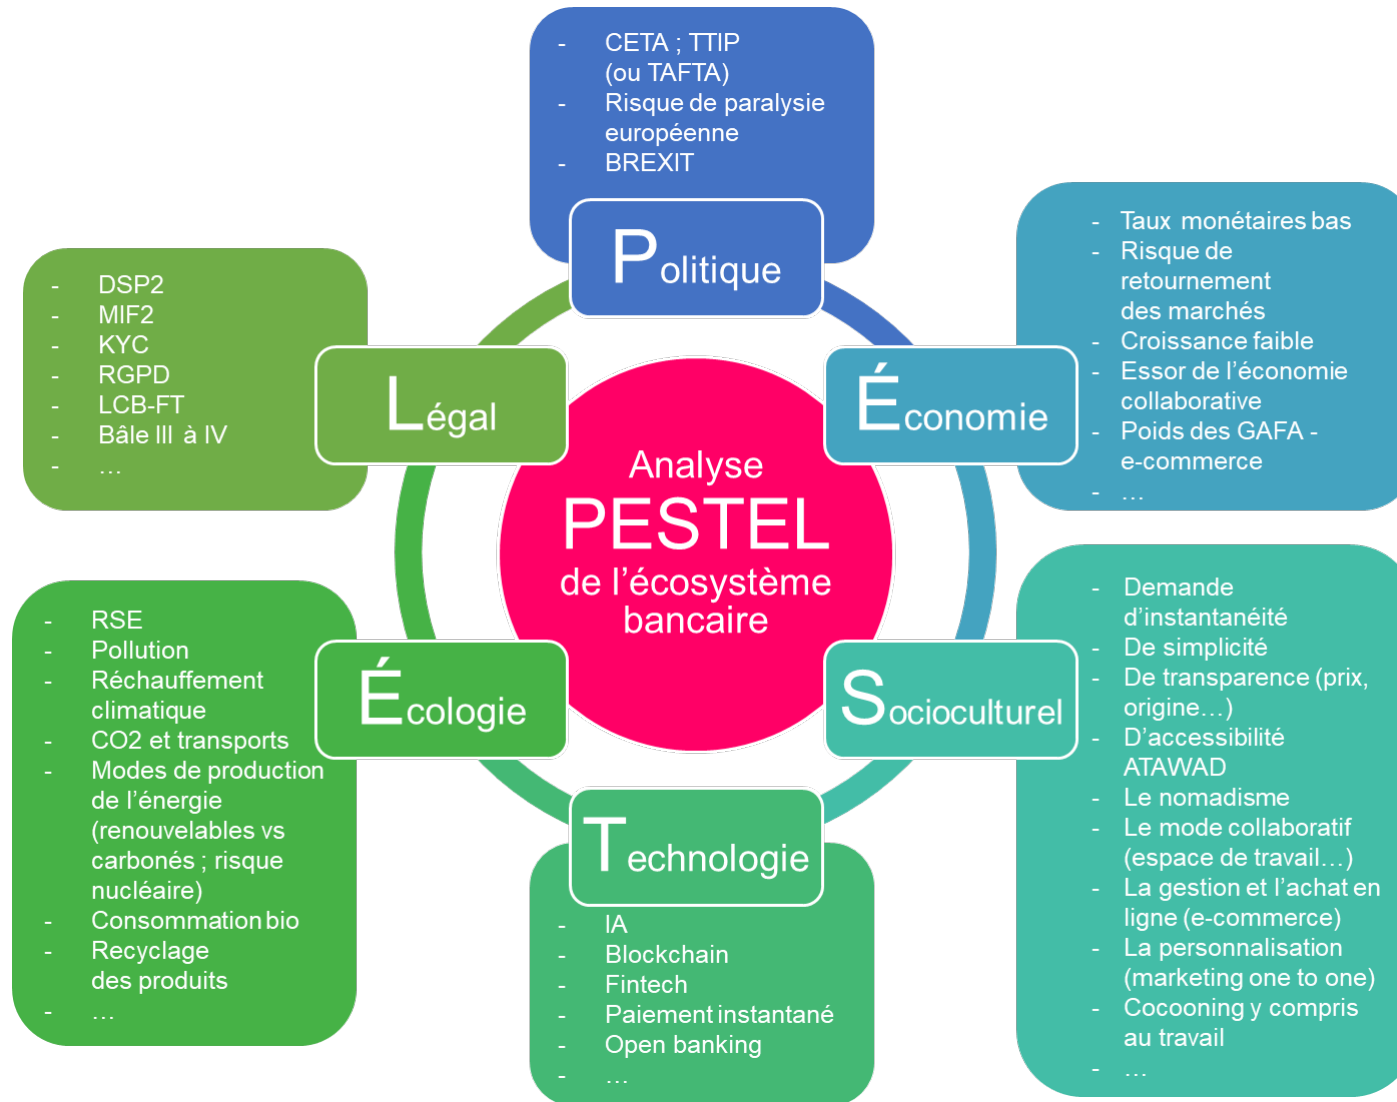 Analyse
PESTEL
de l’écosystème
bancaire
Politique
- CETA ; TTIP
(ou TAFTA)
- Risque de paralysie
européenne
- BREXIT
Économie
- Taux monétaires bas
- Risque de
retournement
des marchés
- Croissance faible
- Essor de l’économie
collaborative
- Poids des GAFA -
e-commerce
- …
Socioculturel
- Demande
d’instantanéité
- De simplicité
- De transparence (prix,
origine…)
- D’accessibilité
ATAWAD
- Le nomadisme
- Le mode collaboratif
(espace de travail…)
- La gestion et l’achat en
ligne (e-commerce)
- La personnalisation
(marketing one to one)
- Cocooning y compris
au travail
- …
Technologie
- IA
- Blockchain
- Fintech
- Paiement instantané
- Open banking
- …
Écologie
- RSE
- Pollution
- Réchauffement
climatique
- CO2 et transports
- Modes de production
de l’énergie
(renouvelables vs
carbonés ; risque
nucléaire)
- Consommation bio
- Recyclage
des produits
- …
Légal
- DSP2
- MIF2
- KYC
- RGPD
- LCB-FT
- Bâle III à IV
- …